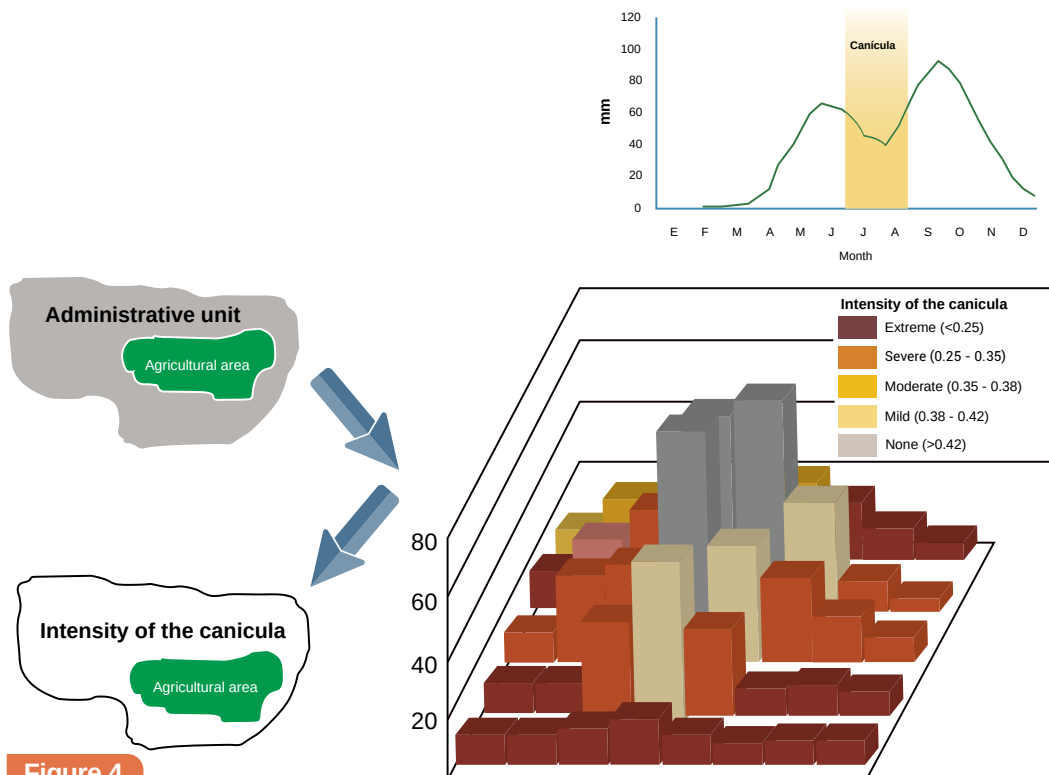 120
100
80
60
40
20
0
mm
Canícula
E F M A M J J A S O N D
Month
Administrative unit
Agricultural area
Intensity of the canicula
Extreme (<0.25)
Severe (0.25 - 0.35)
Moderate (0.35 - 0.38)
Mild (0.38 - 0.42)
None (>0.42)
80
60
40
20
Intensity of the canicula
Agricultural area
Figure 4